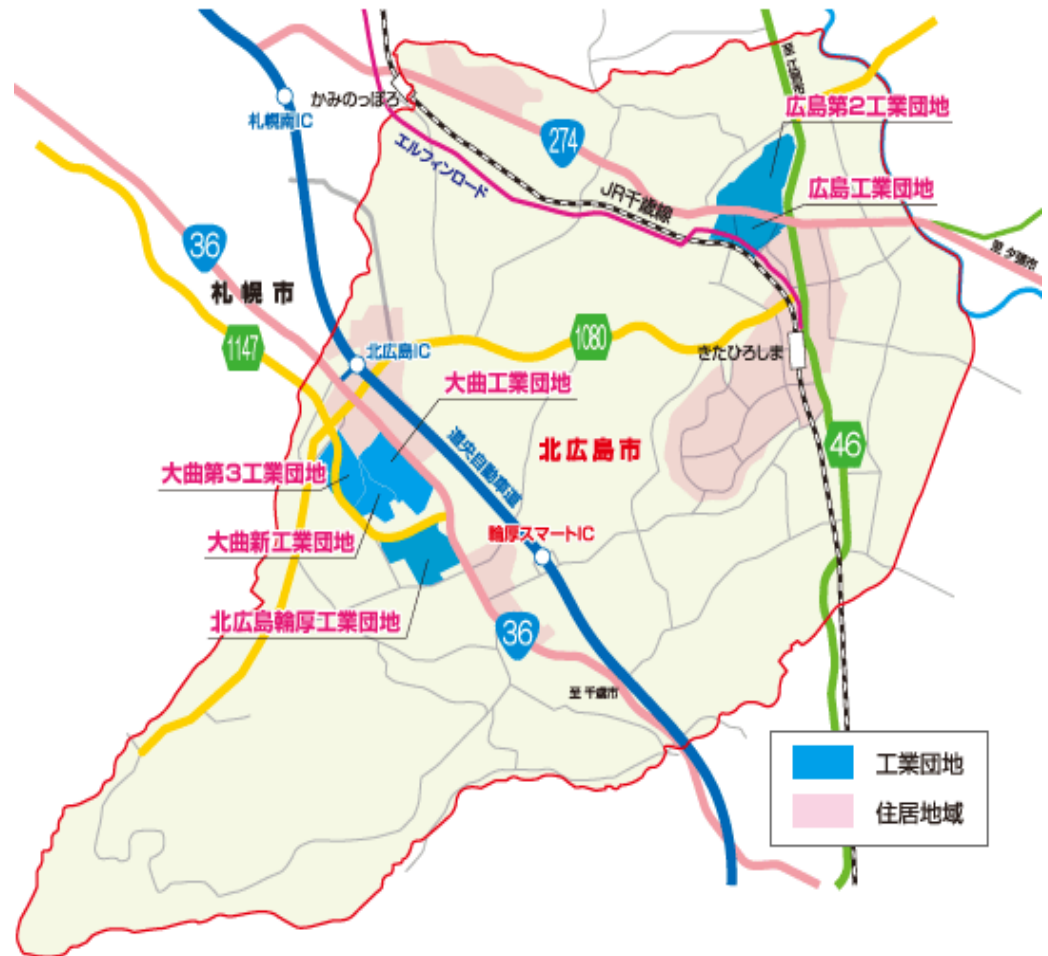 かみのっぽろ
札幌南IC
エルフィンロード
274
JR千歳線
広島第2工業団地
広島工業団地
至 夕張市
36
札幌市
1147
北広島IC
1080
きたひろしま
大曲工業団地
道央自動車道
北広島市
46
大曲第3工業団地
大曲新工業団地
輪厚スマートIC
北広島輪厚工業団地
36
至 千歳市
工業団地
住居地域